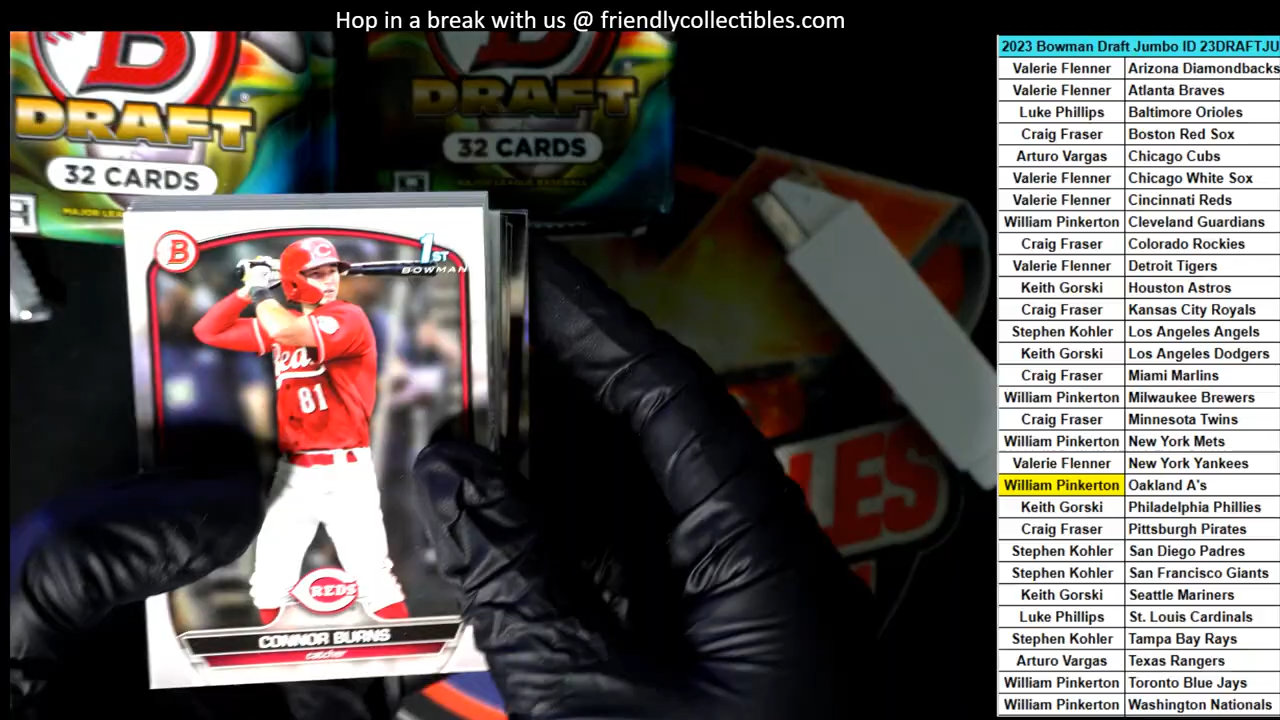 Hop in a break with us @ friendlycollectibles.com
B
DRAFT
32 CARDS
MAJOR LEA
DRAFT
32 CARDS
MAJOR LEAGUE BASEBALL
B
1ST
BOWMAN
81
REDS
CONNOR BURNS
catcher
2023 Bowman Draft Jumbo ID 23DRAFTJU
Valerie Flenner Arizona Diamondbacks
Valerie Flenner Atlanta Braves
Luke Phillips Baltimore Orioles
Craig Fraser Boston Red Sox
Arturo Vargas Chicago Cubs
Valerie Flenner Chicago White Sox
Valerie Flenner Cincinnati Reds
William Pinkerton Cleveland Guardians
Craig Fraser Colorado Rockies
Valerie Flenner Detroit Tigers
Keith Gorski Houston Astros
Craig Fraser Kansas City Royals
Stephen Kohler Los Angeles Angels
Keith Gorski Los Angeles Dodgers
Craig Fraser Miami Marlins
William Pinkerton Milwaukee Brewers
Craig Fraser Minnesota Twins
William Pinkerton New York Mets
Valerie Flenner New York Yankees
William Pinkerton Oakland A's
Keith Gorski Philadelphia Phillies
Craig Fraser Pittsburgh Pirates
Stephen Kohler San Diego Padres
Stephen Kohler San Francisco Giants
Keith Gorski Seattle Mariners
Luke Phillips St. Louis Cardinals
Stephen Kohler Tampa Bay Rays
Arturo Vargas Texas Rangers
William Pinkerton Toronto Blue Jays
William Pinkerton Washington Nationals